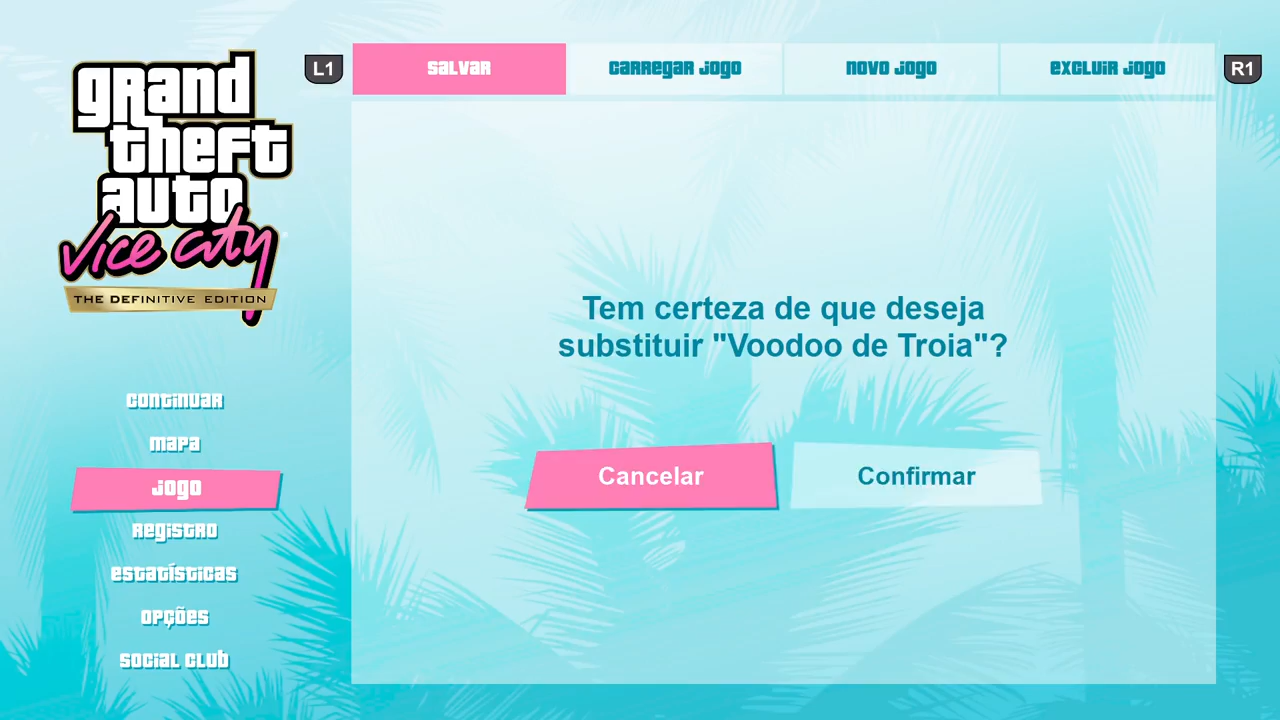 grand
theft
auto
Vice City
THE DEFINITIVE EDITION
L1
SALVAR
CARREGAR JOGO
NOVO JOGO
EXCLUIR JOGO
R1
Tem certeza de que deseja
substituir "Voodoo de Troia"?
Cancelar
Confirmar
CONTINUAR
MAPA
JOGO
REGISTRO
ESTATÍSTICAS
OPÇÕES
SOCIAL CLUB